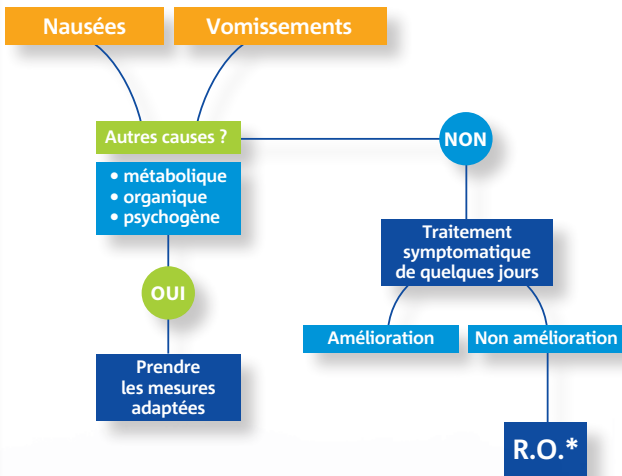 Nausées
Vomissements
Autres causes ?
• métabolique
• organique
• psychogène
NON
OUI
Traitement
symptomatique
de quelques jours
Amélioration
Non amélioration
Prendre
les mesures
adaptées
R.O.*